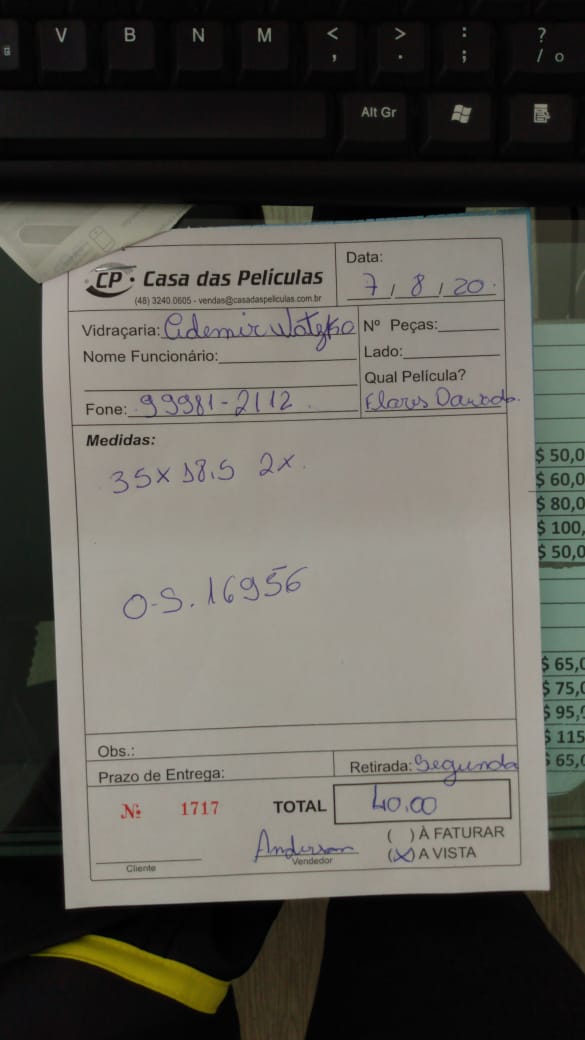 V B N M < , > . : ; ? / o
Alt Gr
CP Casa das Películas
(48) 3240.0605 - vendas@casadaspeliculas.com.br
Data:
7 / 8 / 20
Vidraçaria:
Nome Funcionário:
Fone: 99981-2112
Nº Peças:
Lado:
Qual Película?
Medidas:
35x18.5 2x
O.S. 16956
Obs.:
Prazo de Entrega:
Retirada: Segunda
Nº 1717
TOTAL 40.00
Cliente
Anderson
Vendedor
( ) À FATURAR
(X) A VISTA
$ 50,0
$ 60,0
$ 80,0
$ 100,
$ 50,0
$ 65,0
$ 75,0
$ 95,
$ 115
$ 65,0